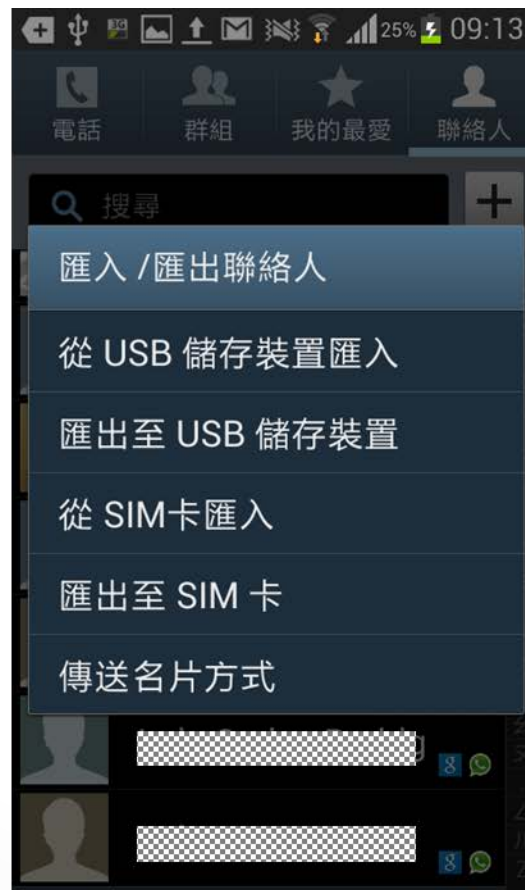 3G
25%
09:13
電話
群組
我的最愛
聯絡人
搜尋
匯入 /匯出聯絡人
從 USB 儲存裝置匯入
匯出至 USB 儲存裝置
從 SIM卡匯入
匯出至 SIM 卡
傳送名片方式